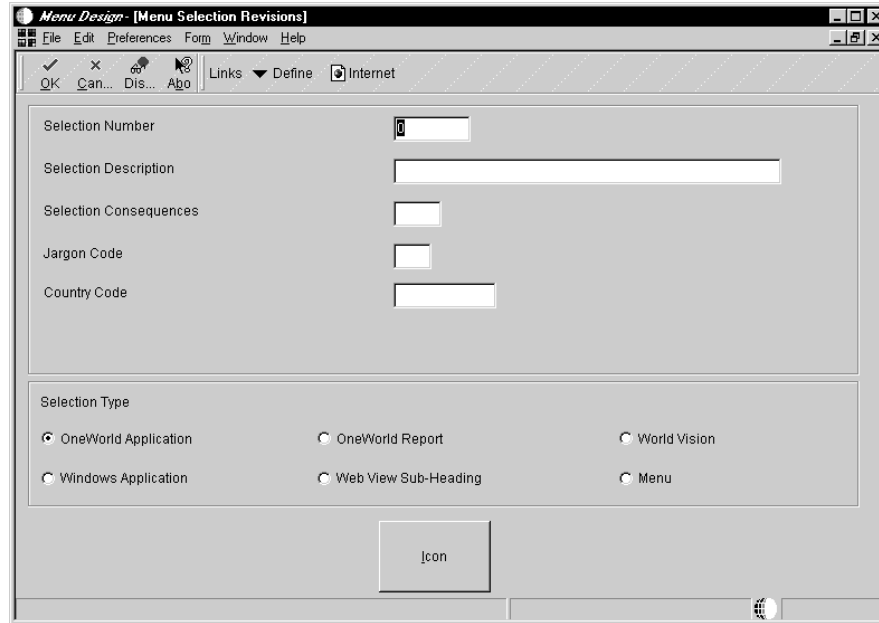 Menu Design - [Menu Selection Revisions]
File Edit Preferences Form Window Help
OK Can... Dis... Abo Links Define Internet
Selection Number 0
Selection Description
Selection Consequences
Jargon Code
Country Code
Selection Type
OneWorld Application OneWorld Report World Vision
Windows Application Web View Sub-Heading Menu
Icon